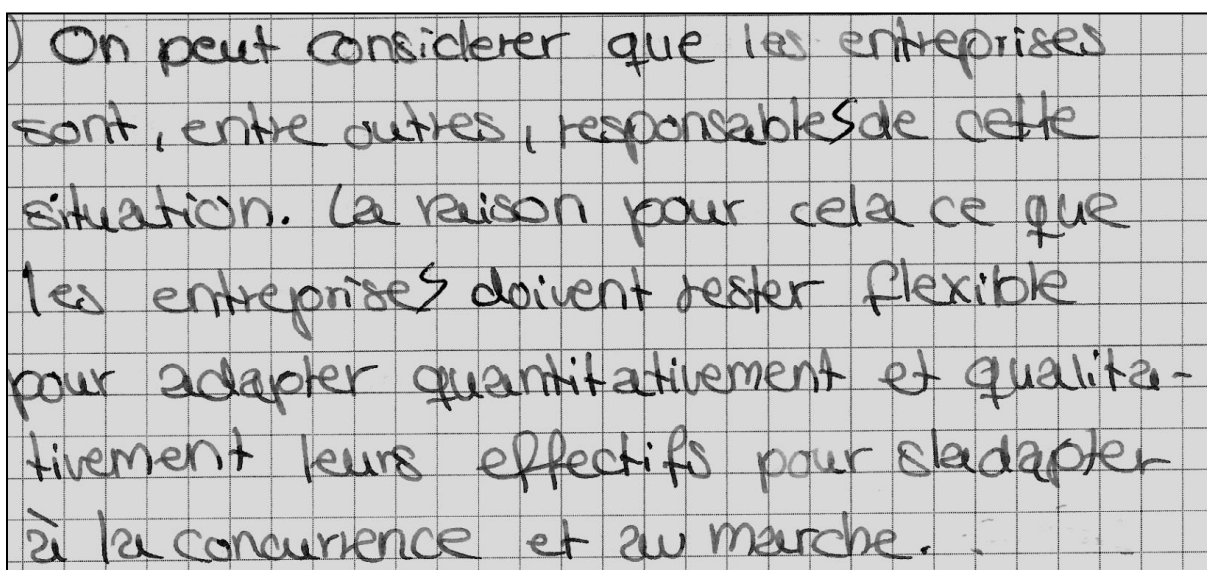 ) On peut considerer que les entreprises
sont, entre autres, responsables de cette
situation. La raison pour cela ce que
les entreprises doivent rester flexible
pour adapter quantitativement et qualita-
tivement leurs effectifs pour s'adapter
à la concurrence et au marche.